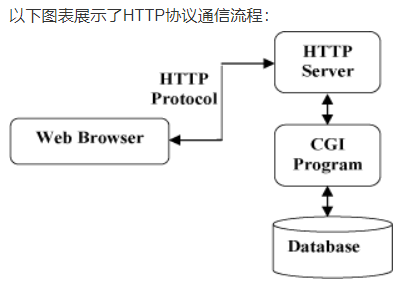 以下图表展示了HTTP协议通信流程：
HTTP
Server
HTTP
Protocol
Web Browser
CGI
Program
Database